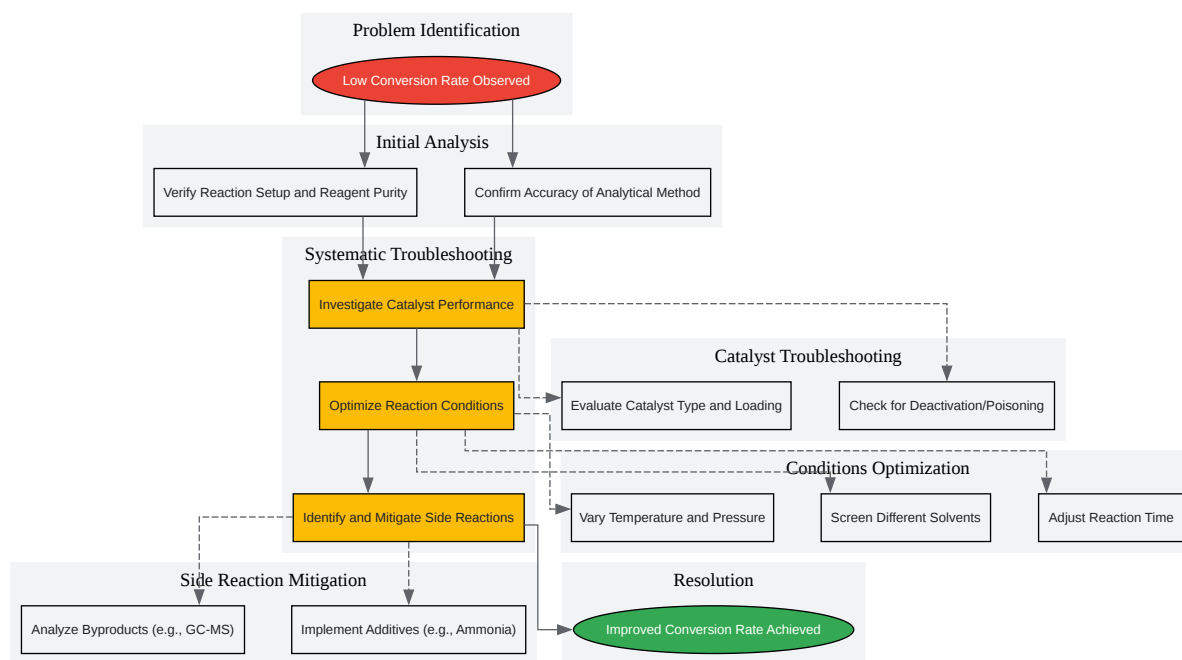 Problem Identification
Low Conversion Rate Observed
Initial Analysis
Verify Reaction Setup and Reagent Purity
Confirm Accuracy of Analytical Method
Systematic Troubleshooting
Investigate Catalyst Performance
Catalyst Troubleshooting
Optimize Reaction Conditions
Evaluate Catalyst Type and Loading
Check for Deactivation/Poisoning
Conditions Optimization
Identify and Mitigate Side Reactions
Vary Temperature and Pressure
Screen Different Solvents
Adjust Reaction Time
Side Reaction Mitigation
Resolution
Analyze Byproducts (e.g., GC-MS)
Implement Additives (e.g., Ammonia)
Improved Conversion Rate Achieved